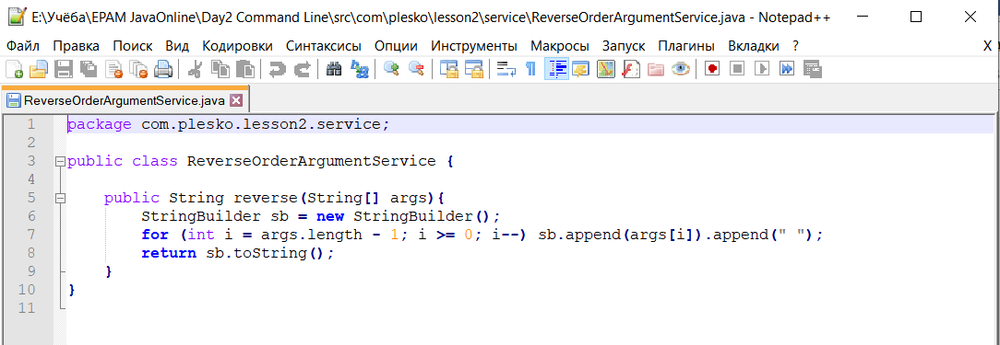 E:\Учёба\EPAM JavaOnline\Day2 Command Line\src\com\plesko\lesson2\service\ReverseOrderArgumentService.java - Notepad++
Файл Правка Поиск Вид Кодировки Синтаксисы Опции Инструменты Макросы Запуск Плагины Вкладки ? X
ReverseOrderArgumentService.java
1 package com.plesko.lesson2.service;
2
3 public class ReverseOrderArgumentService {
4
5 public String reverse(String[] args){
6 StringBuilder sb = new StringBuilder();
7 for (int i = args.length - 1; i >= 0; i--) sb.append(args[i]).append(" ");
8 return sb.toString();
9 }
10 }
11